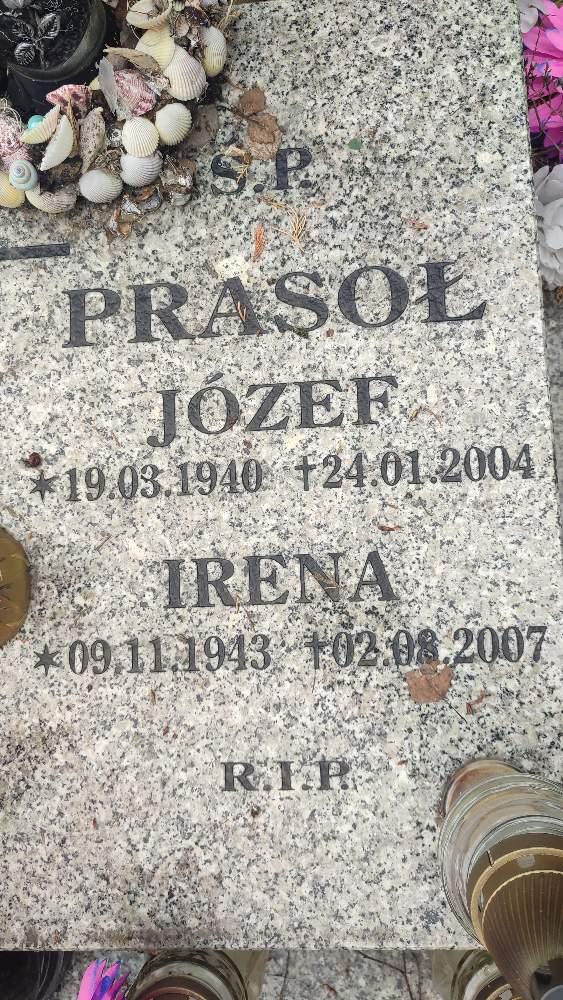 Ś.P.
PRASOŁ
JÓZEF
✶19.03.1940 †24.01.2004
IRENA
✶09.11.1943 †02.08.2007
R.I.P.